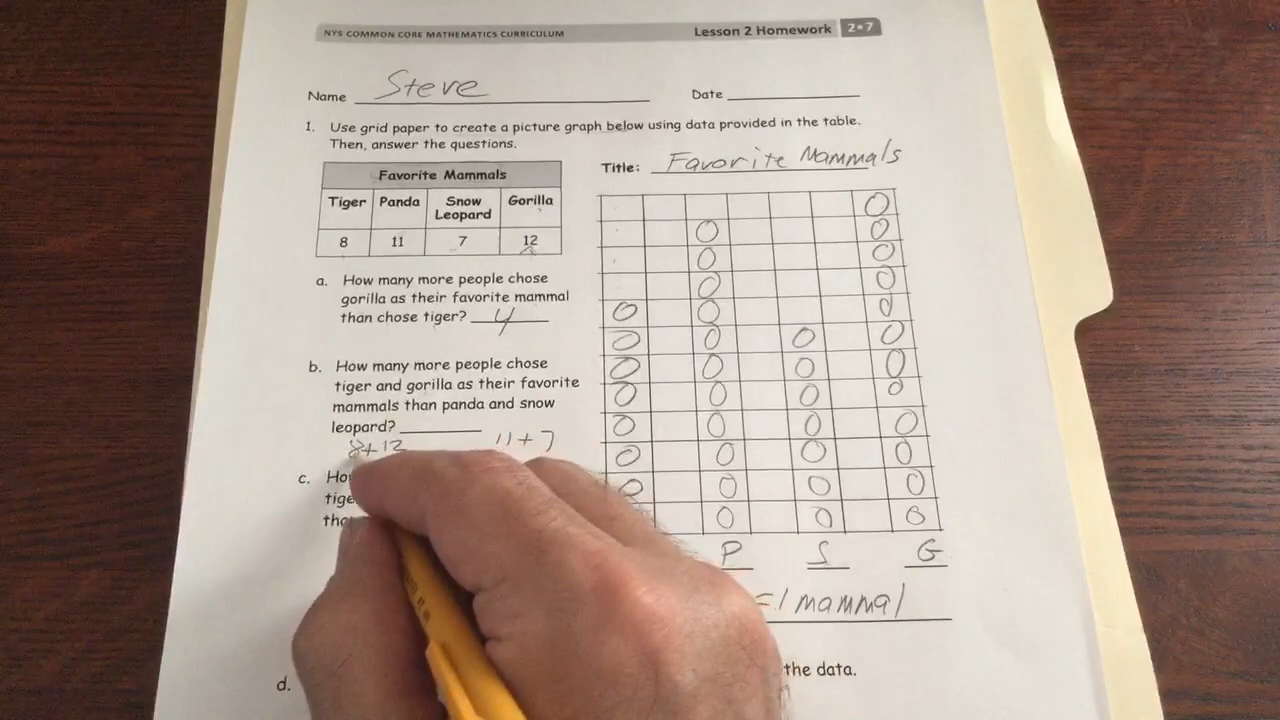 NYS COMMON CORE MATHEMATICS CURRICULUM
Lesson 2 Homework 2•7
Name Steve Date
1. Use grid paper to create a picture graph below using data provided in the table.
Then, answer the questions.
Title: Favorite Mammals
Favorite Mammals
Tiger Panda Snow Leopard Gorilla
8 11 7 12
a. How many more people chose
gorilla as their favorite mammal
than chose tiger? 4
b. How many more people chose
tiger and gorilla as their favorite
mammals than panda and snow
leopard?
8+12 11+7
c.
P S G
=1 mammal
d. the data.